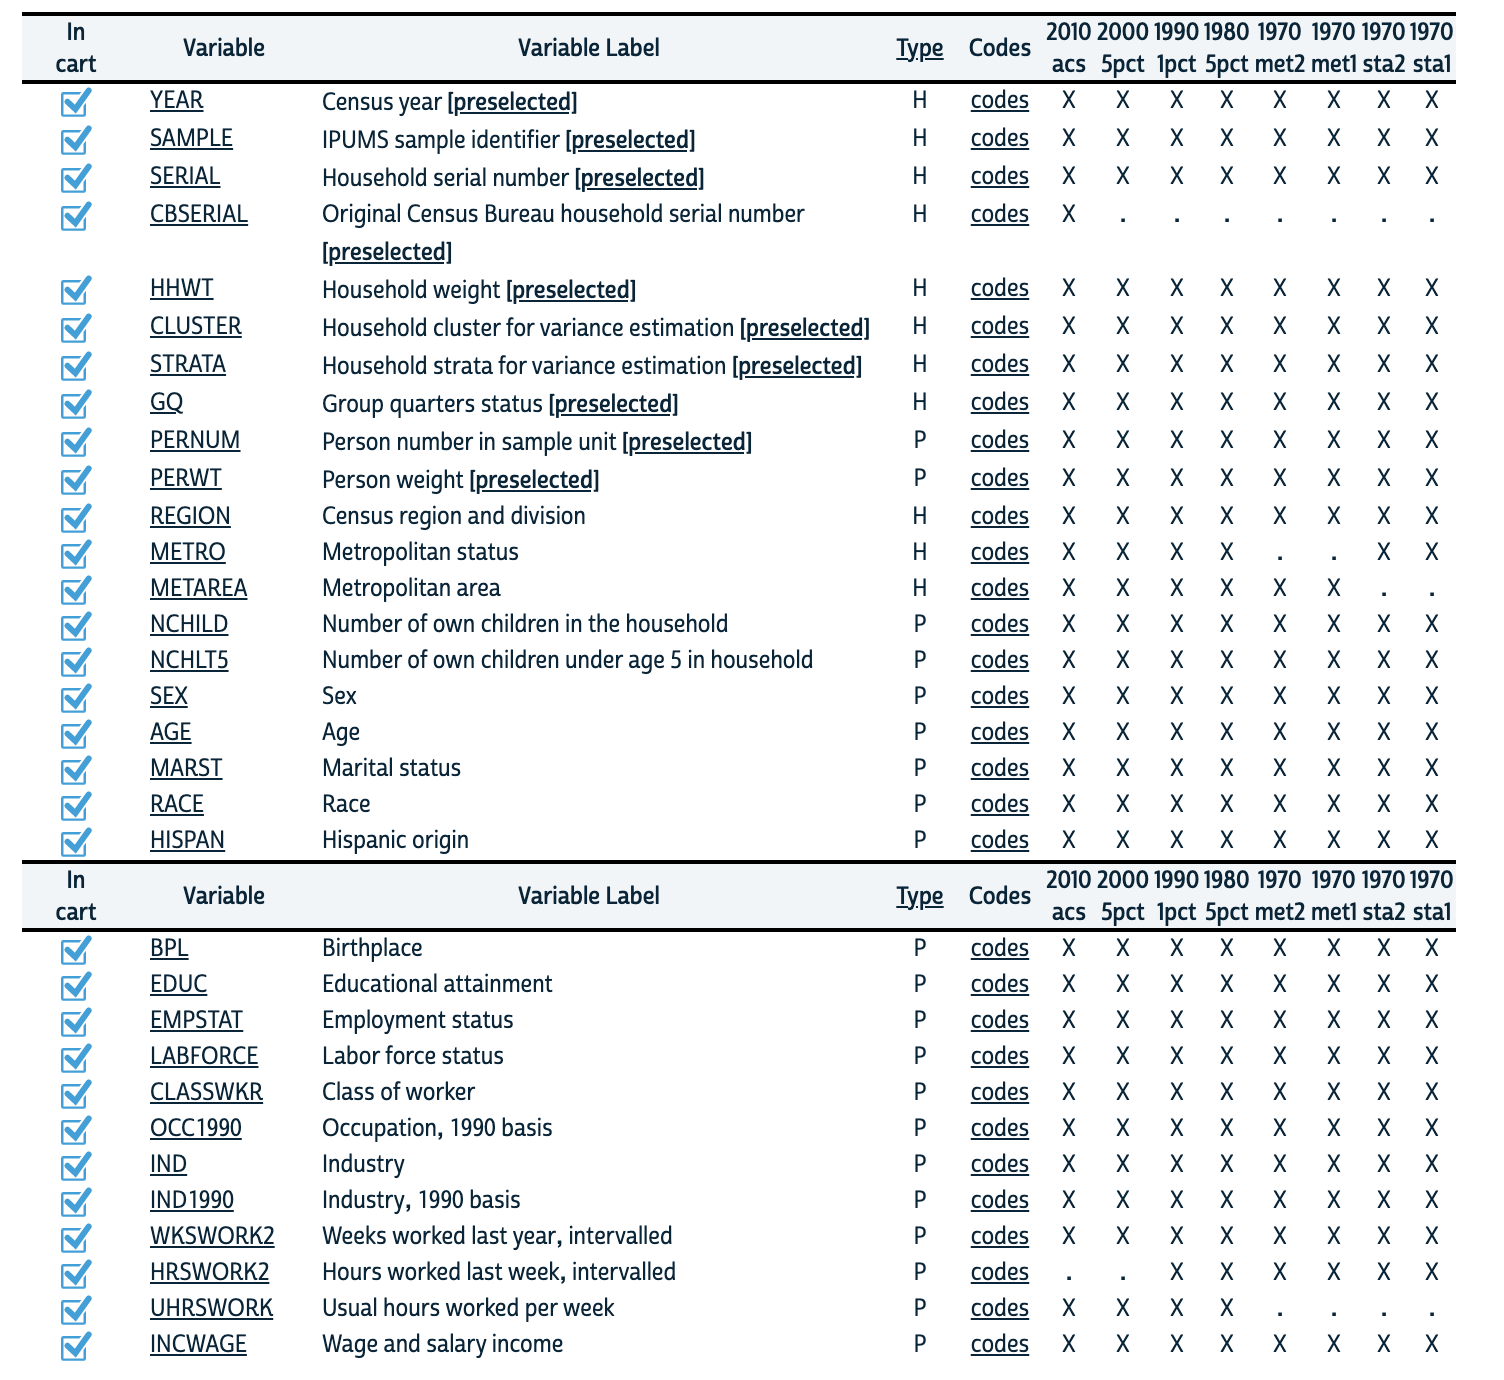 In cart Variable Variable Label Type Codes 2010 acs 2000 5pct 1990 1pct 1980 5pct 1970 met2 1970 met1 1970 sta2 1970 sta1
YEAR Census year [preselected] H codes X X X X X X X X
SAMPLE IPUMS sample identifier [preselected] H codes X X X X X X X X
SERIAL Household serial number [preselected] H codes X X X X X X X X
CBSERIAL Original Census Bureau household serial number H codes X . . . . . . .
[preselected]
HHWT Household weight [preselected] H codes X X X X X X X X
CLUSTER Household cluster for variance estimation [preselected] H codes X X X X X X X X
STRATA Household strata for variance estimation [preselected] H codes X X X X X X X X
GQ Group quarters status [preselected] H codes X X X X X X X X
PERNUM Person number in sample unit [preselected] P codes X X X X X X X X
PERWT Person weight [preselected] P codes X X X X X X X X
REGION Census region and division H codes X X X X X X X X
METRO Metropolitan status H codes X X X X . . X X
METAREA Metropolitan area H codes X X X X X X . .
NCHILD Number of own children in the household P codes X X X X X X X X
NCHLT5 Number of own children under age 5 in household P codes X X X X X X X X
SEX Sex P codes X X X X X X X X
AGE Age P codes X X X X X X X X
MARST Marital status P codes X X X X X X X X
RACE Race P codes X X X X X X X X
HISPAN Hispanic origin P codes X X X X X X X X
In cart Variable Variable Label Type Codes 2010 acs 2000 5pct 1990 1pct 1980 5pct 1970 met2 1970 met1 1970 sta2 1970 sta1
BPL Birthplace P codes X X X X X X X X
EDUC Educational attainment P codes X X X X X X X X
EMPSTAT Employment status P codes X X X X X X X X
LABFORCE Labor force status P codes X X X X X X X X
CLASSWKR Class of worker P codes X X X X X X X X
OCC1990 Occupation, 1990 basis P codes X X X X X X X X
IND Industry P codes X X X X X X X X
IND1990 Industry, 1990 basis P codes X X X X X X X X
WKSWORK2 Weeks worked last year, intervalled P codes X X X X X X X X
HRSWORK2 Hours worked last week, intervalled P codes . . X X X X X X
UHRSWORK Usual hours worked per week P codes X X X X . . . .
INCWAGE Wage and salary income P codes X X X X X X X X